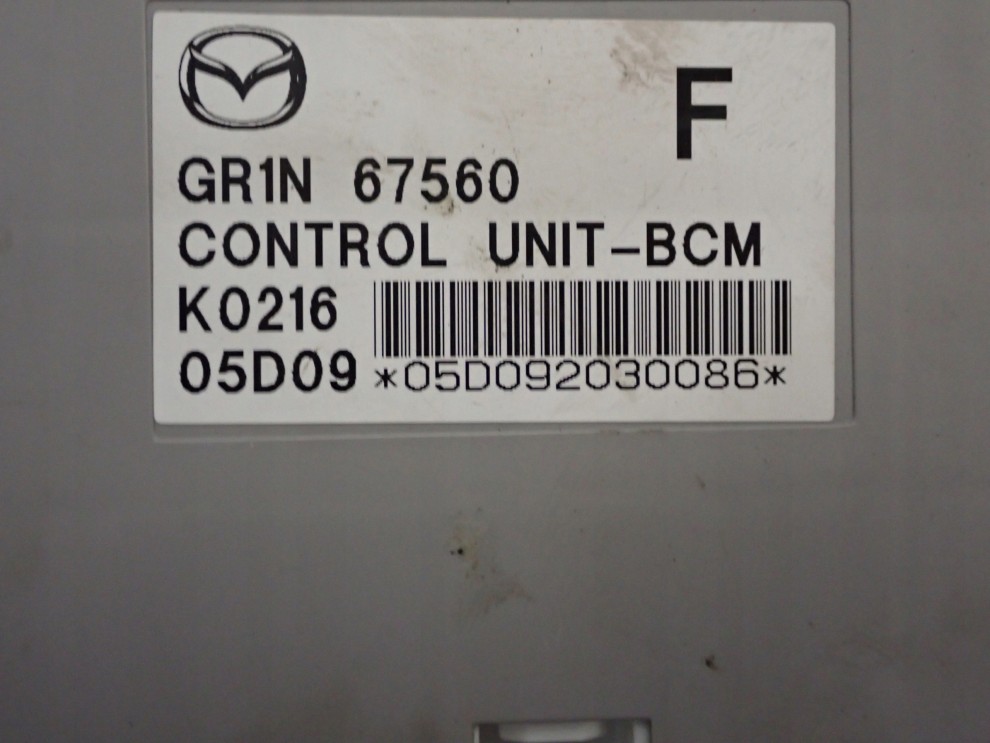 F
GR1N 67560
CONTROL UNIT-BCM
K0216
05D09 *05D092030086*